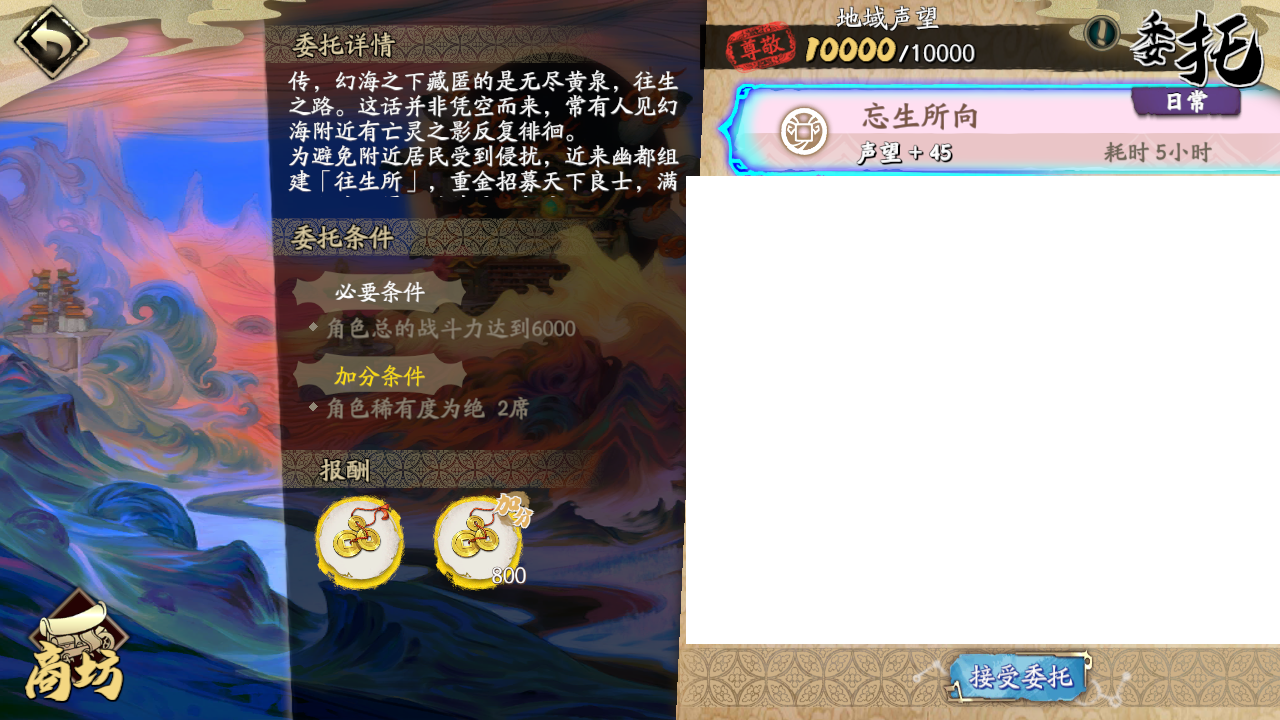 委托详情
传，幻海之下藏匿的是无尽黄泉，往生
之路。这话并非凭空而来，常有人见幻
海附近有亡灵之影反复徘徊。
为避免附近居民受到侵扰，近来幽都组
建「往生所」，重金招募天下良士，满
委托条件
必要条件
角色总的战斗力达到6000
加分条件
角色稀有度为绝 2席
报酬
加分
800
商坊
地域声望
尊敬 10000/10000
委托
日常
忘生所向
声望 + 45
耗时 5小时
接受委托